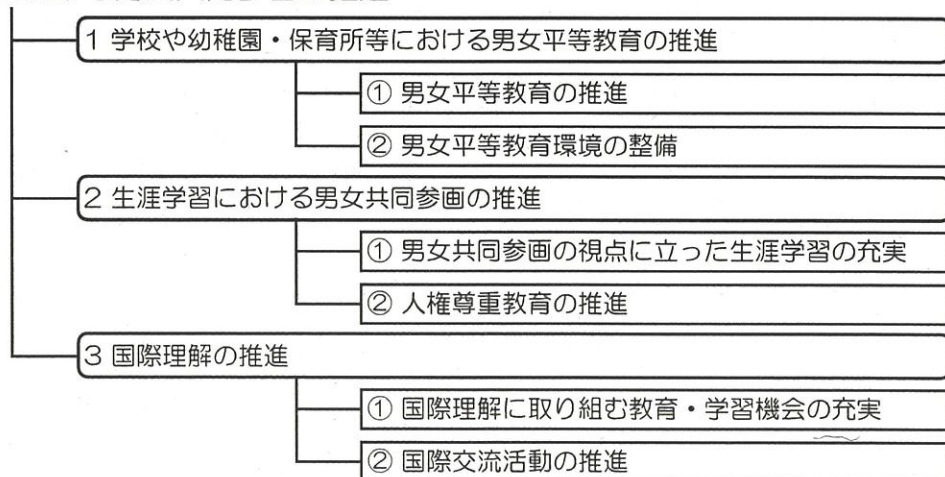 1 学校や幼稚園・保育所等における男女平等教育の推進
① 男女平等教育の推進
② 男女平等教育環境の整備
2 生涯学習における男女共同参画の推進
① 男女共同参画の視点に立った生涯学習の充実
② 人権尊重教育の推進
3 国際理解の推進
① 国際理解に取り組む教育・学習機会の充実
② 国際交流活動の推進